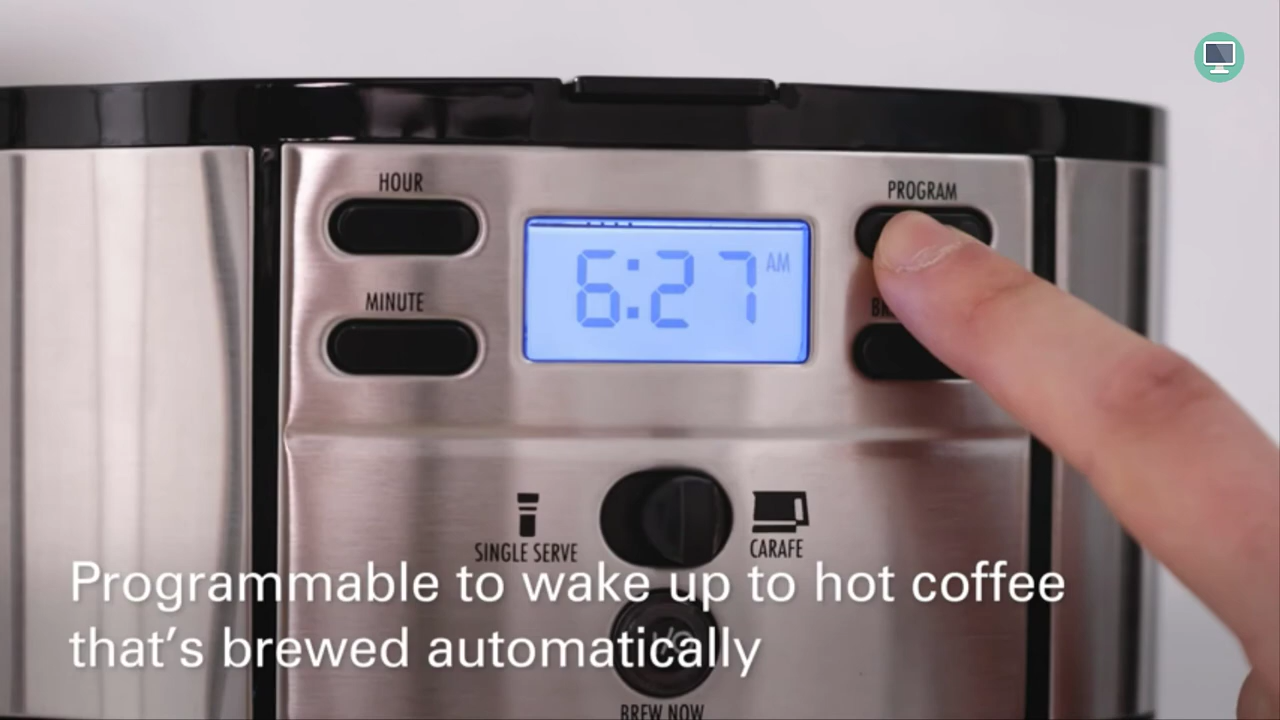 HOUR
PROGRAM
6:27 AM
MINUTE
SINGLE SERVE
CARAFE
Programmable to wake up to hot coffee
that's brewed automatically
BREW NOW